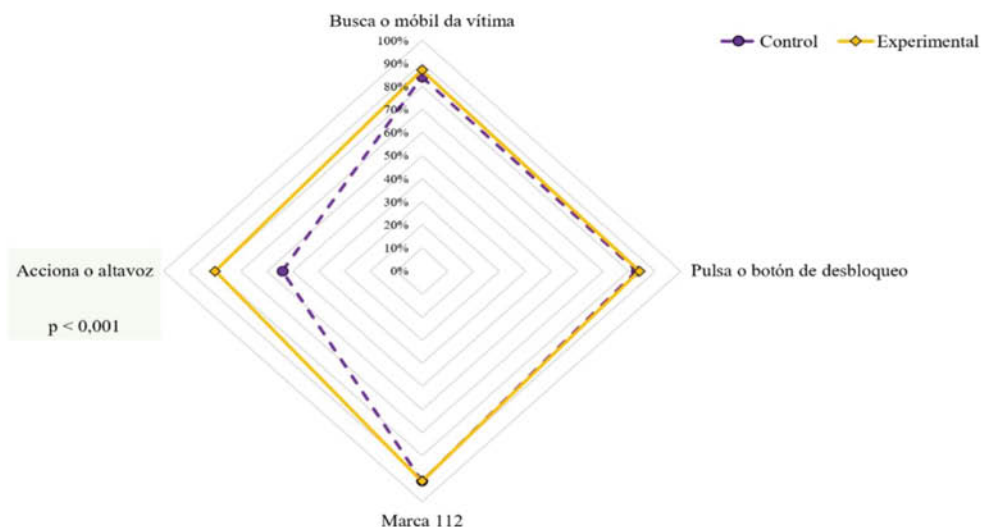 Busca o móbil da vítima
Control
Experimental
100%
90%
80%
70%
60%
50%
40%
30%
20%
10%
0%
Acciona o altavoz
p < 0,001
Pulsa o botón de desbloqueo
Marca 112